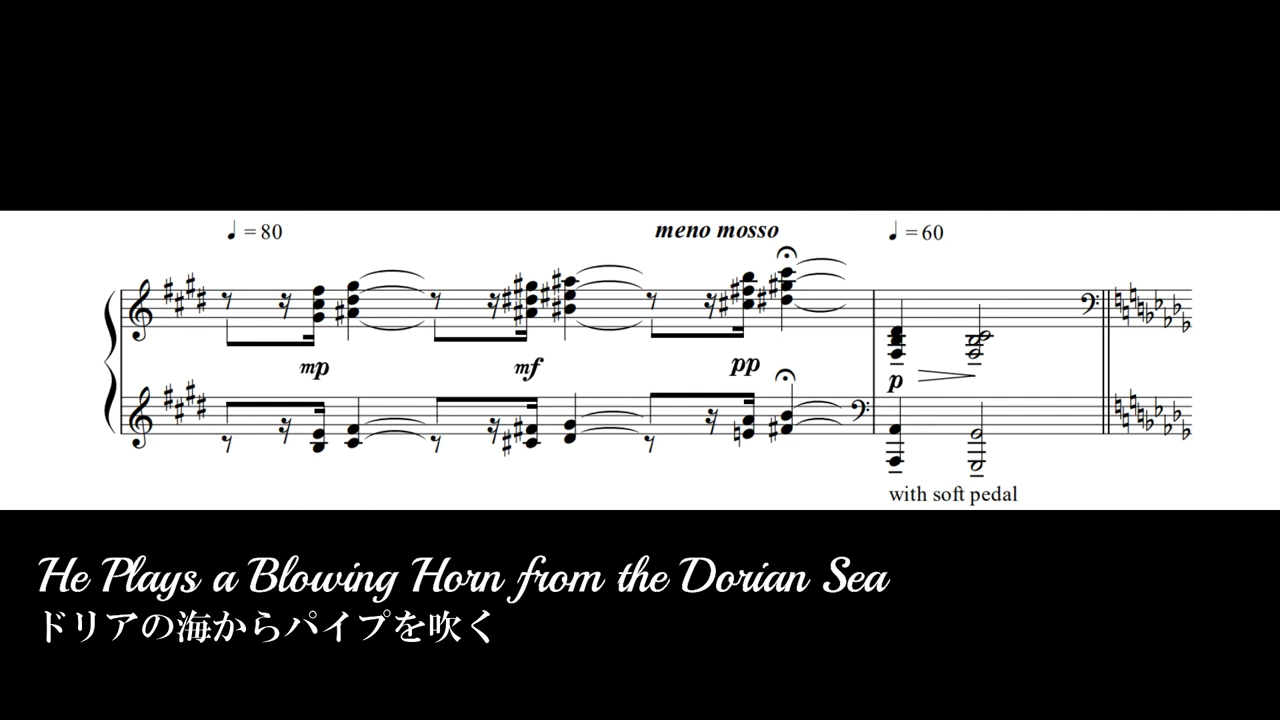 ♩ = 80
meno mosso
♩ = 60
mp
mf
pp
p
with soft pedal
He Plays a Blowing Horn from the Dorian Sea
ドリアの海からパイプを吹く